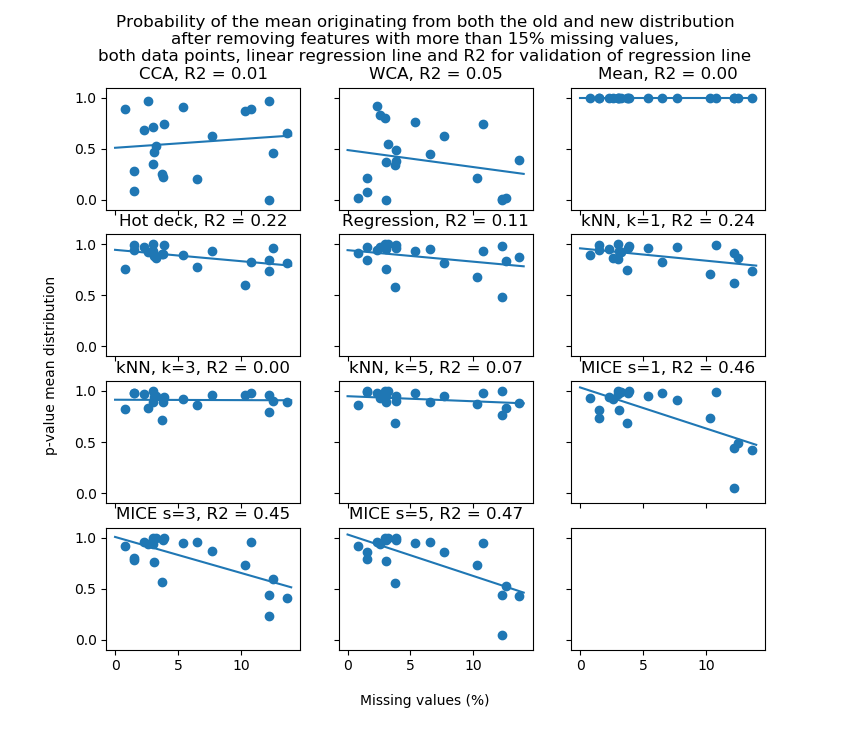 Probability of the mean originating from both the old and new distribution
after removing features with more than 15% missing values,
both data points, linear regression line and R2 for validation of regression line
CCA, R2 = 0.01
WCA, R2 = 0.05
Mean, R2 = 0.00
1.0
0.5
0.0
Hot deck, R2 = 0.22
Regression, R2 = 0.11
kNN, k=1, R2 = 0.24
1.0
0.5
0.0
kNN, k=3, R2 = 0.00
kNN, k=5, R2 = 0.07
MICE s=1, R2 = 0.46
1.0
0.5
0.0
MICE s=3, R2 = 0.45
MICE s=5, R2 = 0.47
1.0
0.5
0.0
0 5 10
0 5 10
0 5 10
p-value mean distribution
Missing values (%)